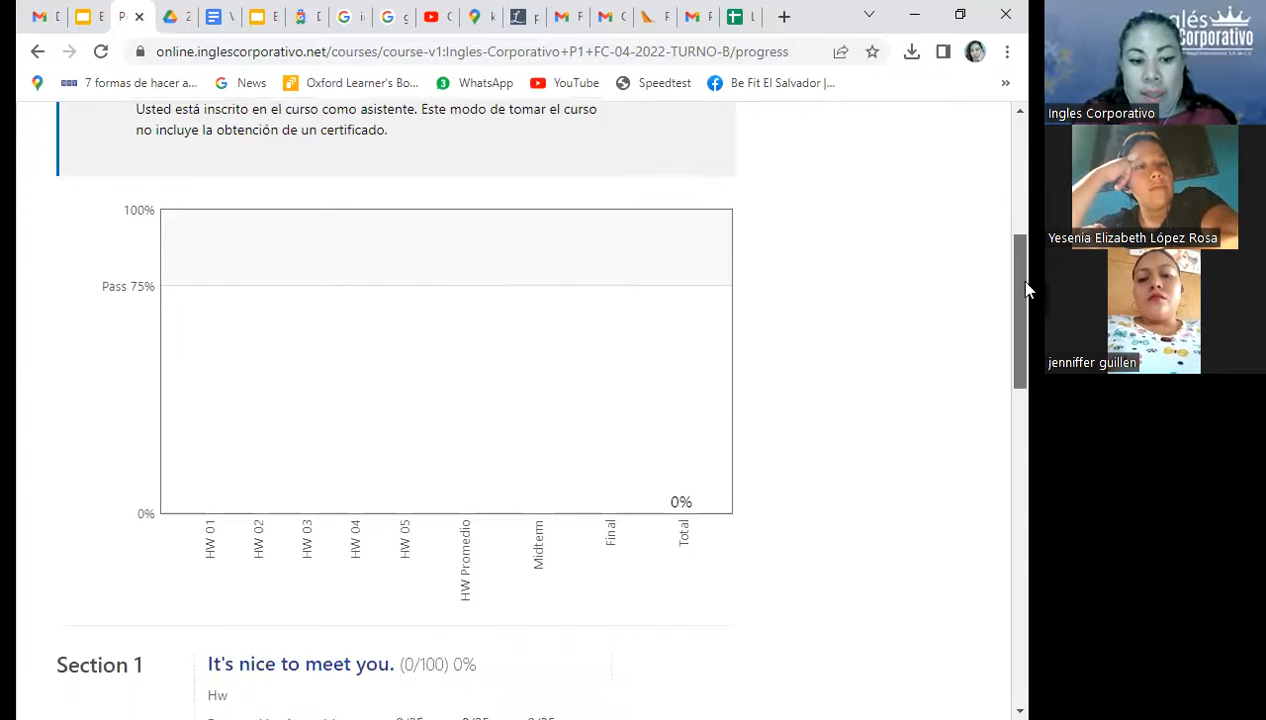 online.inglescorporativo.net/courses/course-v1:Ingles-Corporativo+P1+FC-04-2022-TURNO-B/progress
7 formas de hacer a...
News
Oxford Learner's Bo...
3
WhatsApp
YouTube
Speedtest
Be Fit El Salvador |...
»
Usted está inscrito en el curso como asistente. Este modo de tomar el curso
no incluye la obtención de un certificado.
100%
Pass 75%
0%
0%
HW 01
HW 02
HW 03
HW 04
HW 05
HW Promedio
Midterm
Final
Total
Section 1
It's nice to meet you. (0/100) 0%
Hw
Inglés
Corporativo
Ingles Corporativo
Yesenia Elizabeth López Rosa
jenniffer guillen